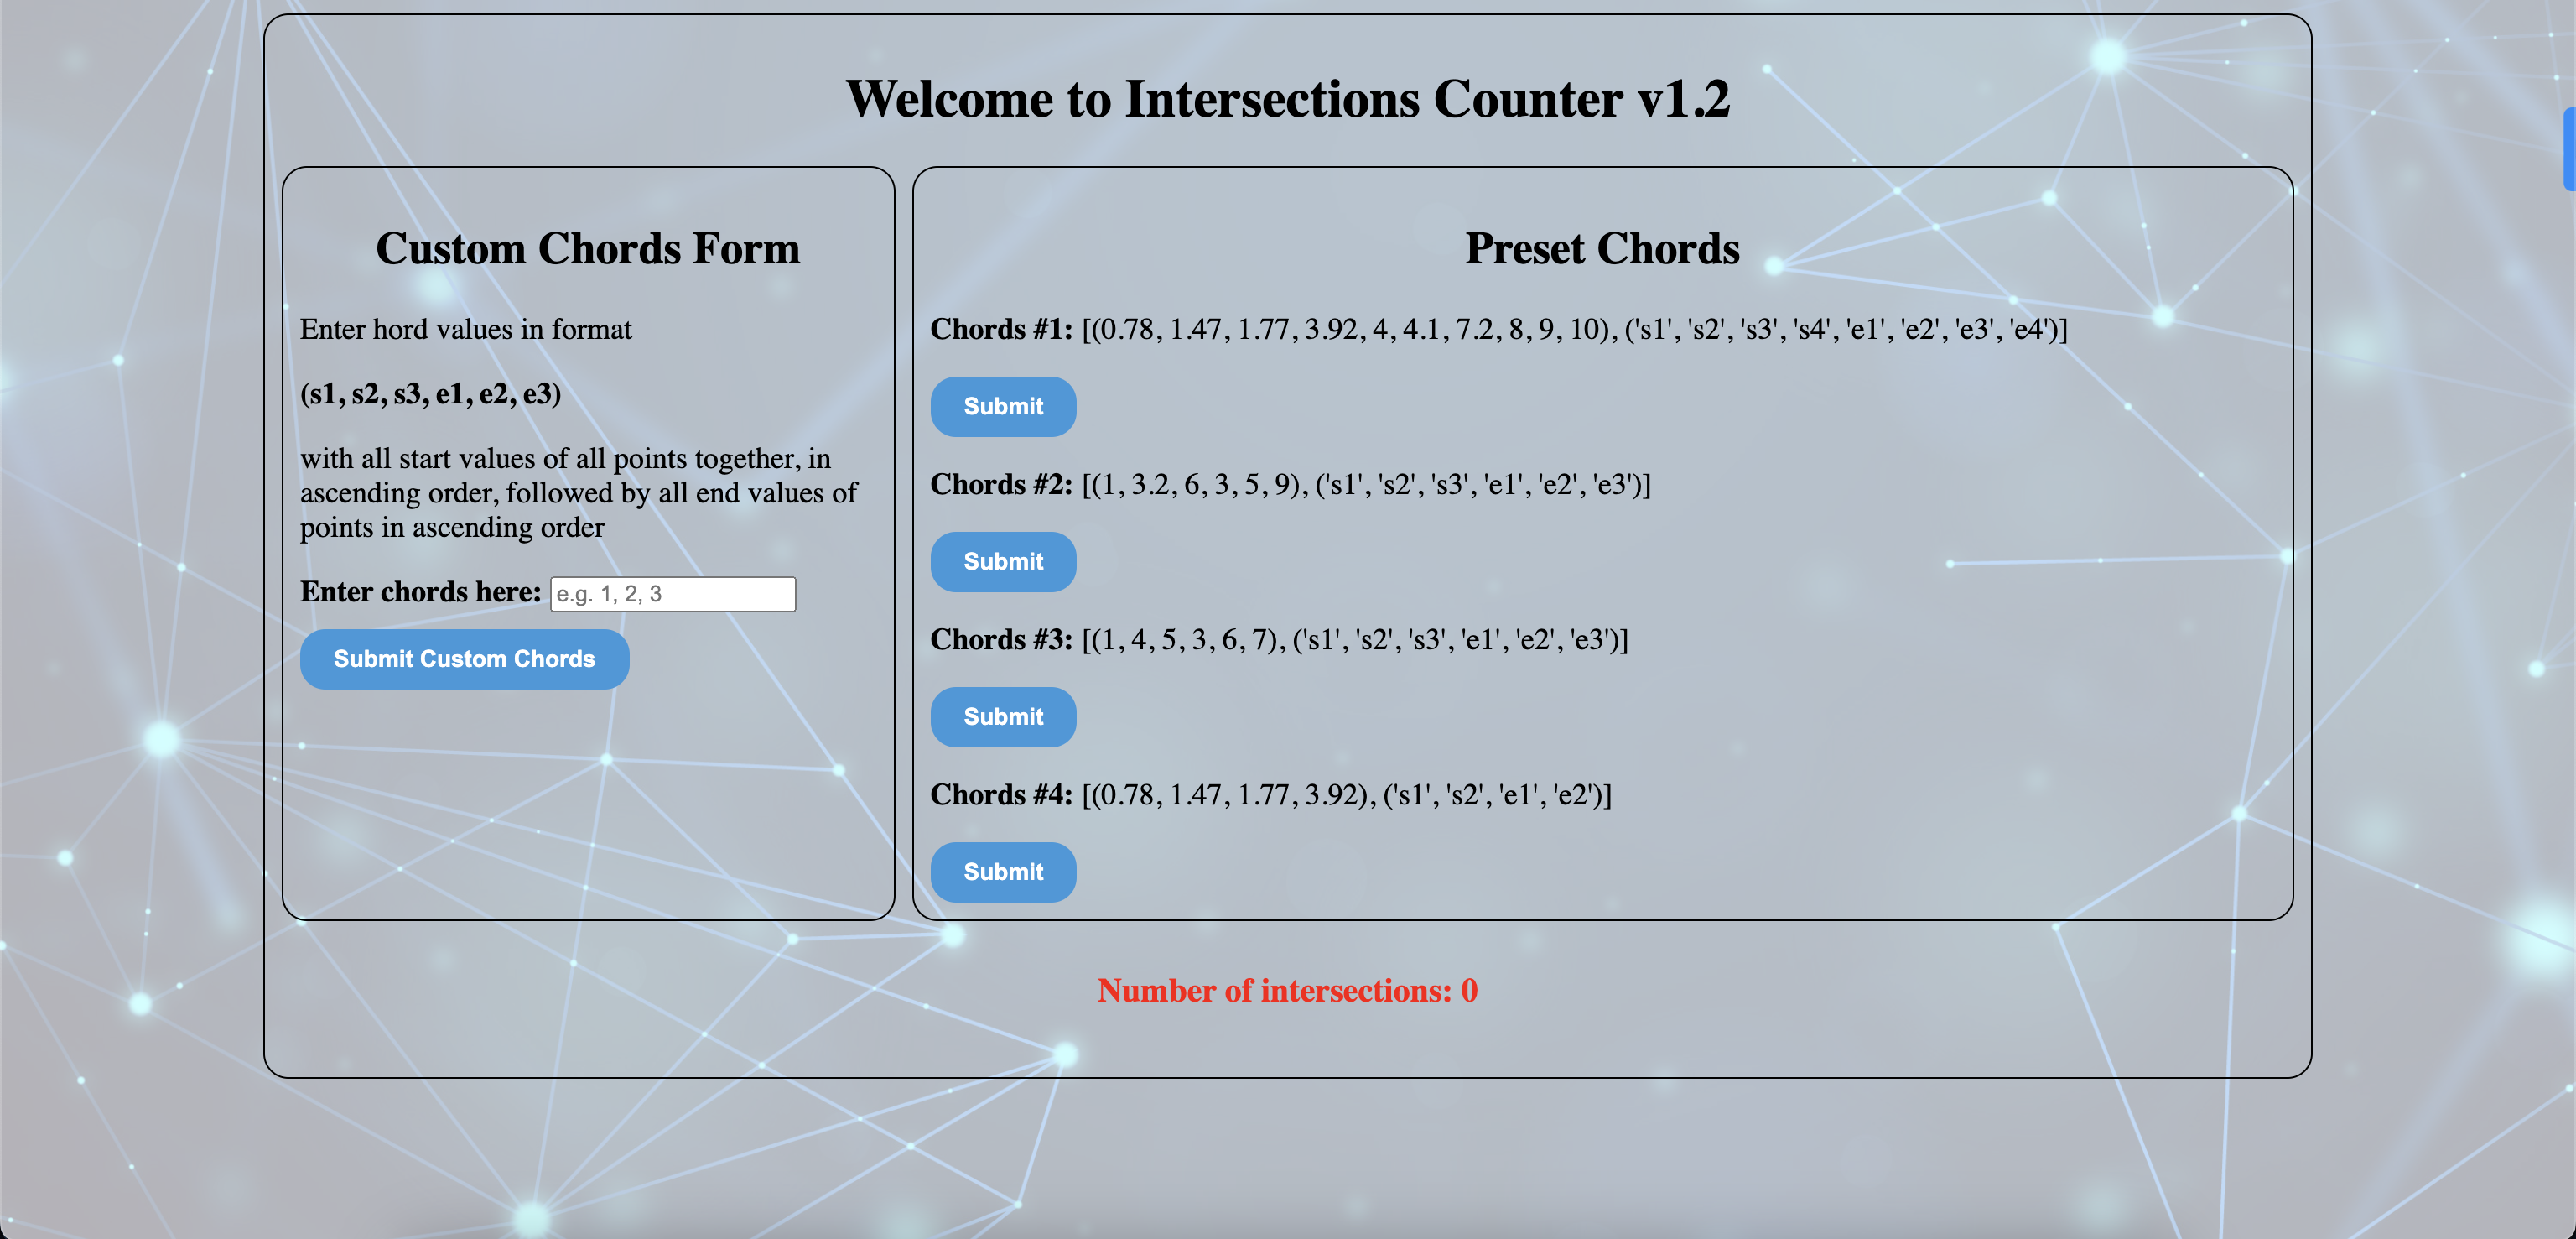 Welcome to Intersections Counter v1.2
Custom Chords Form
Enter hord values in format
(s1, s2, s3, e1, e2, e3)
with all start values of all points together, in
ascending order, followed by all end values of
points in ascending order
Enter chords here: e.g. 1, 2, 3
Submit Custom Chords
Preset Chords
Chords #1: [(0.78, 1.47, 1.77, 3.92, 4, 4.1, 7.2, 8, 9, 10), ('s1', 's2', 's3', 's4', 'e1', 'e2', 'e3', 'e4')]
Submit
Chords #2: [(1, 3.2, 6, 3, 5, 9), ('s1', 's2', 's3', 'e1', 'e2', 'e3')]
Submit
Chords #3: [(1, 4, 5, 3, 6, 7), ('s1', 's2', 's3', 'e1', 'e2', 'e3')]
Submit
Chords #4: [(0.78, 1.47, 1.77, 3.92), ('s1', 's2', 'e1', 'e2')]
Submit
Number of intersections: 0